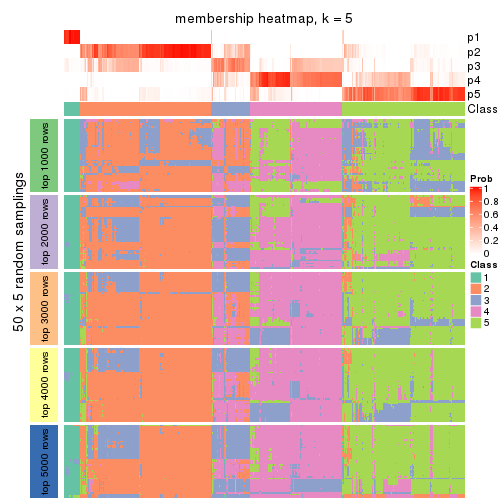 membership heatmap, k = 5
p1
p2
p3
p4
p5
Class
50 x 5 random samplings
top 1000 rows
top 2000 rows
top 3000 rows
top 4000 rows
top 5000 rows
Prob
1
0.8
0.6
0.4
0.2
0
Class
1
2
3
4
5